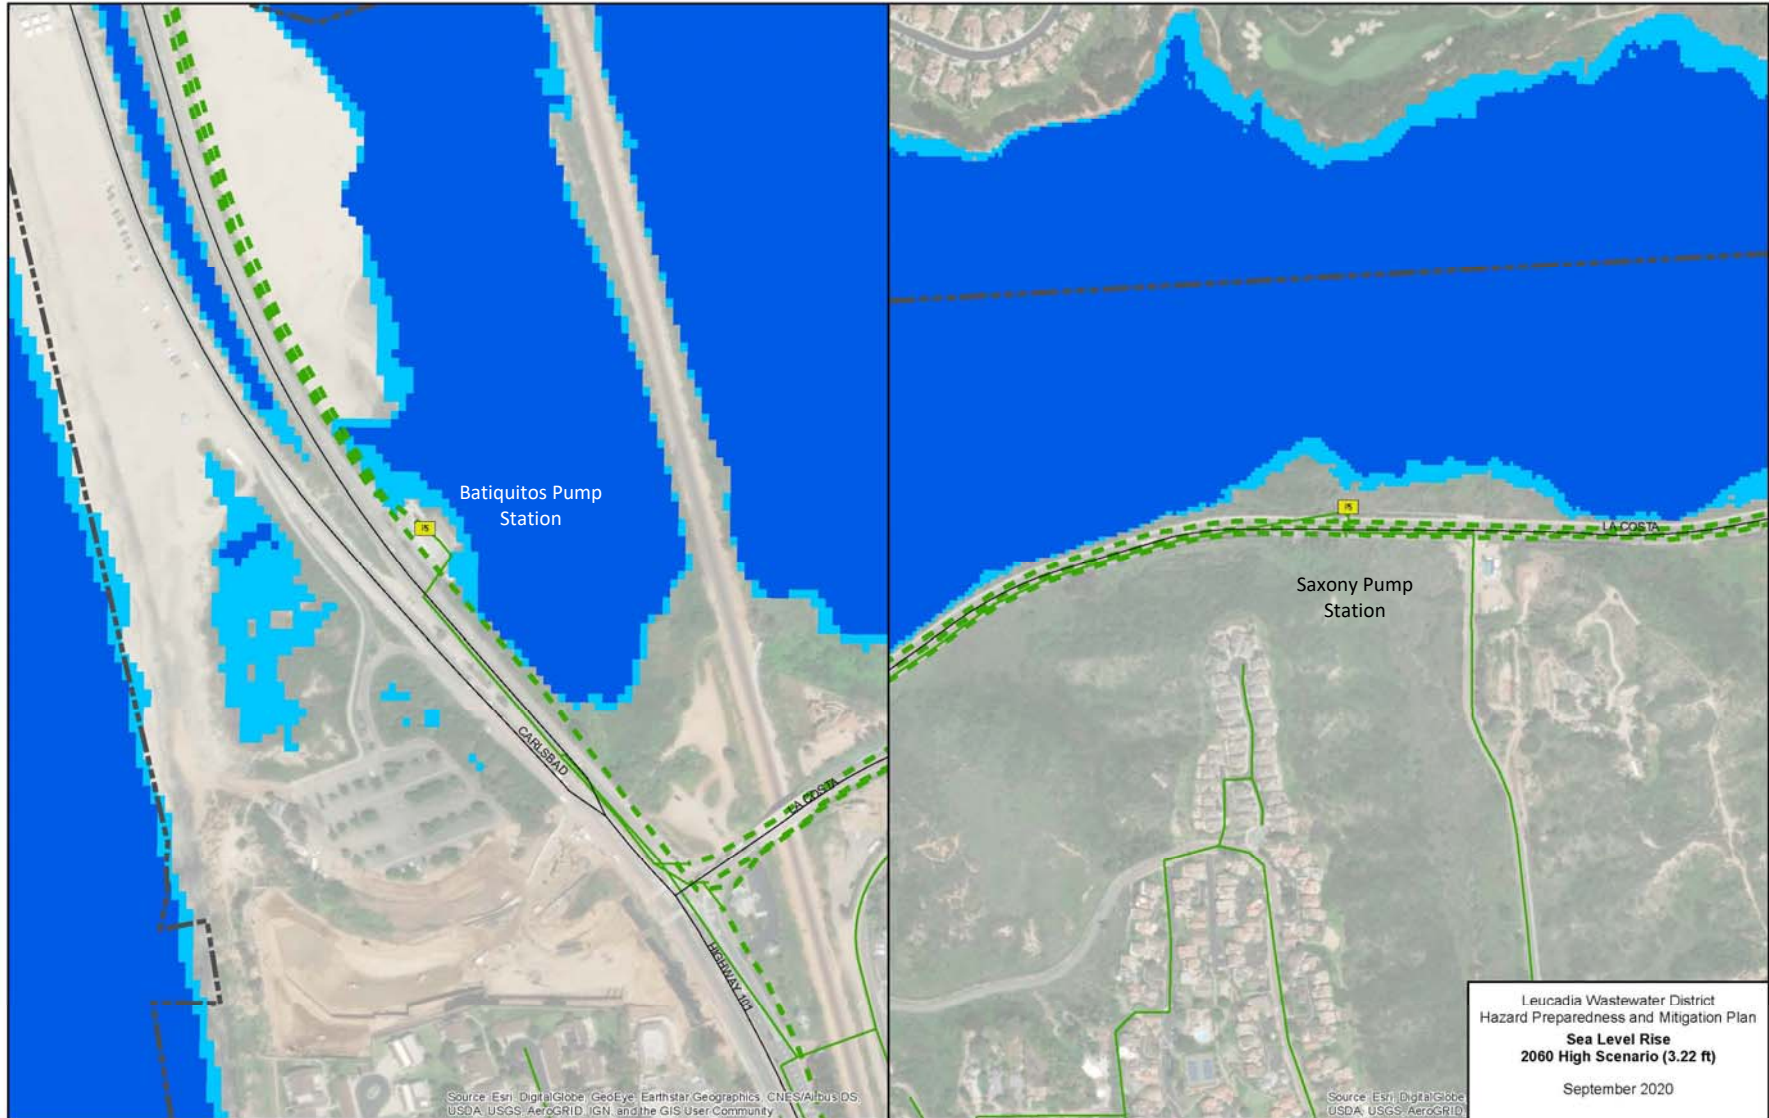 Batiquitos Pump
Station
PS
CARLSBAD
LA COSTA
HIGHWAY 101
Source: Esri, DigitalGlobe, GeoEye, Earthstar Geographics, CNES/Airbus DS,
USDA, USGS, AeroGRID, IGN, and the GIS User Community
PS
LA COSTA
Saxony Pump
Station
Source: Esri, DigitalGlobe
USDA, USGS, AeroGRID
Leucadia Wastewater District
Hazard Preparedness and Mitigation Plan
Sea Level Rise
2060 High Scenario (3.22 ft)
September 2020